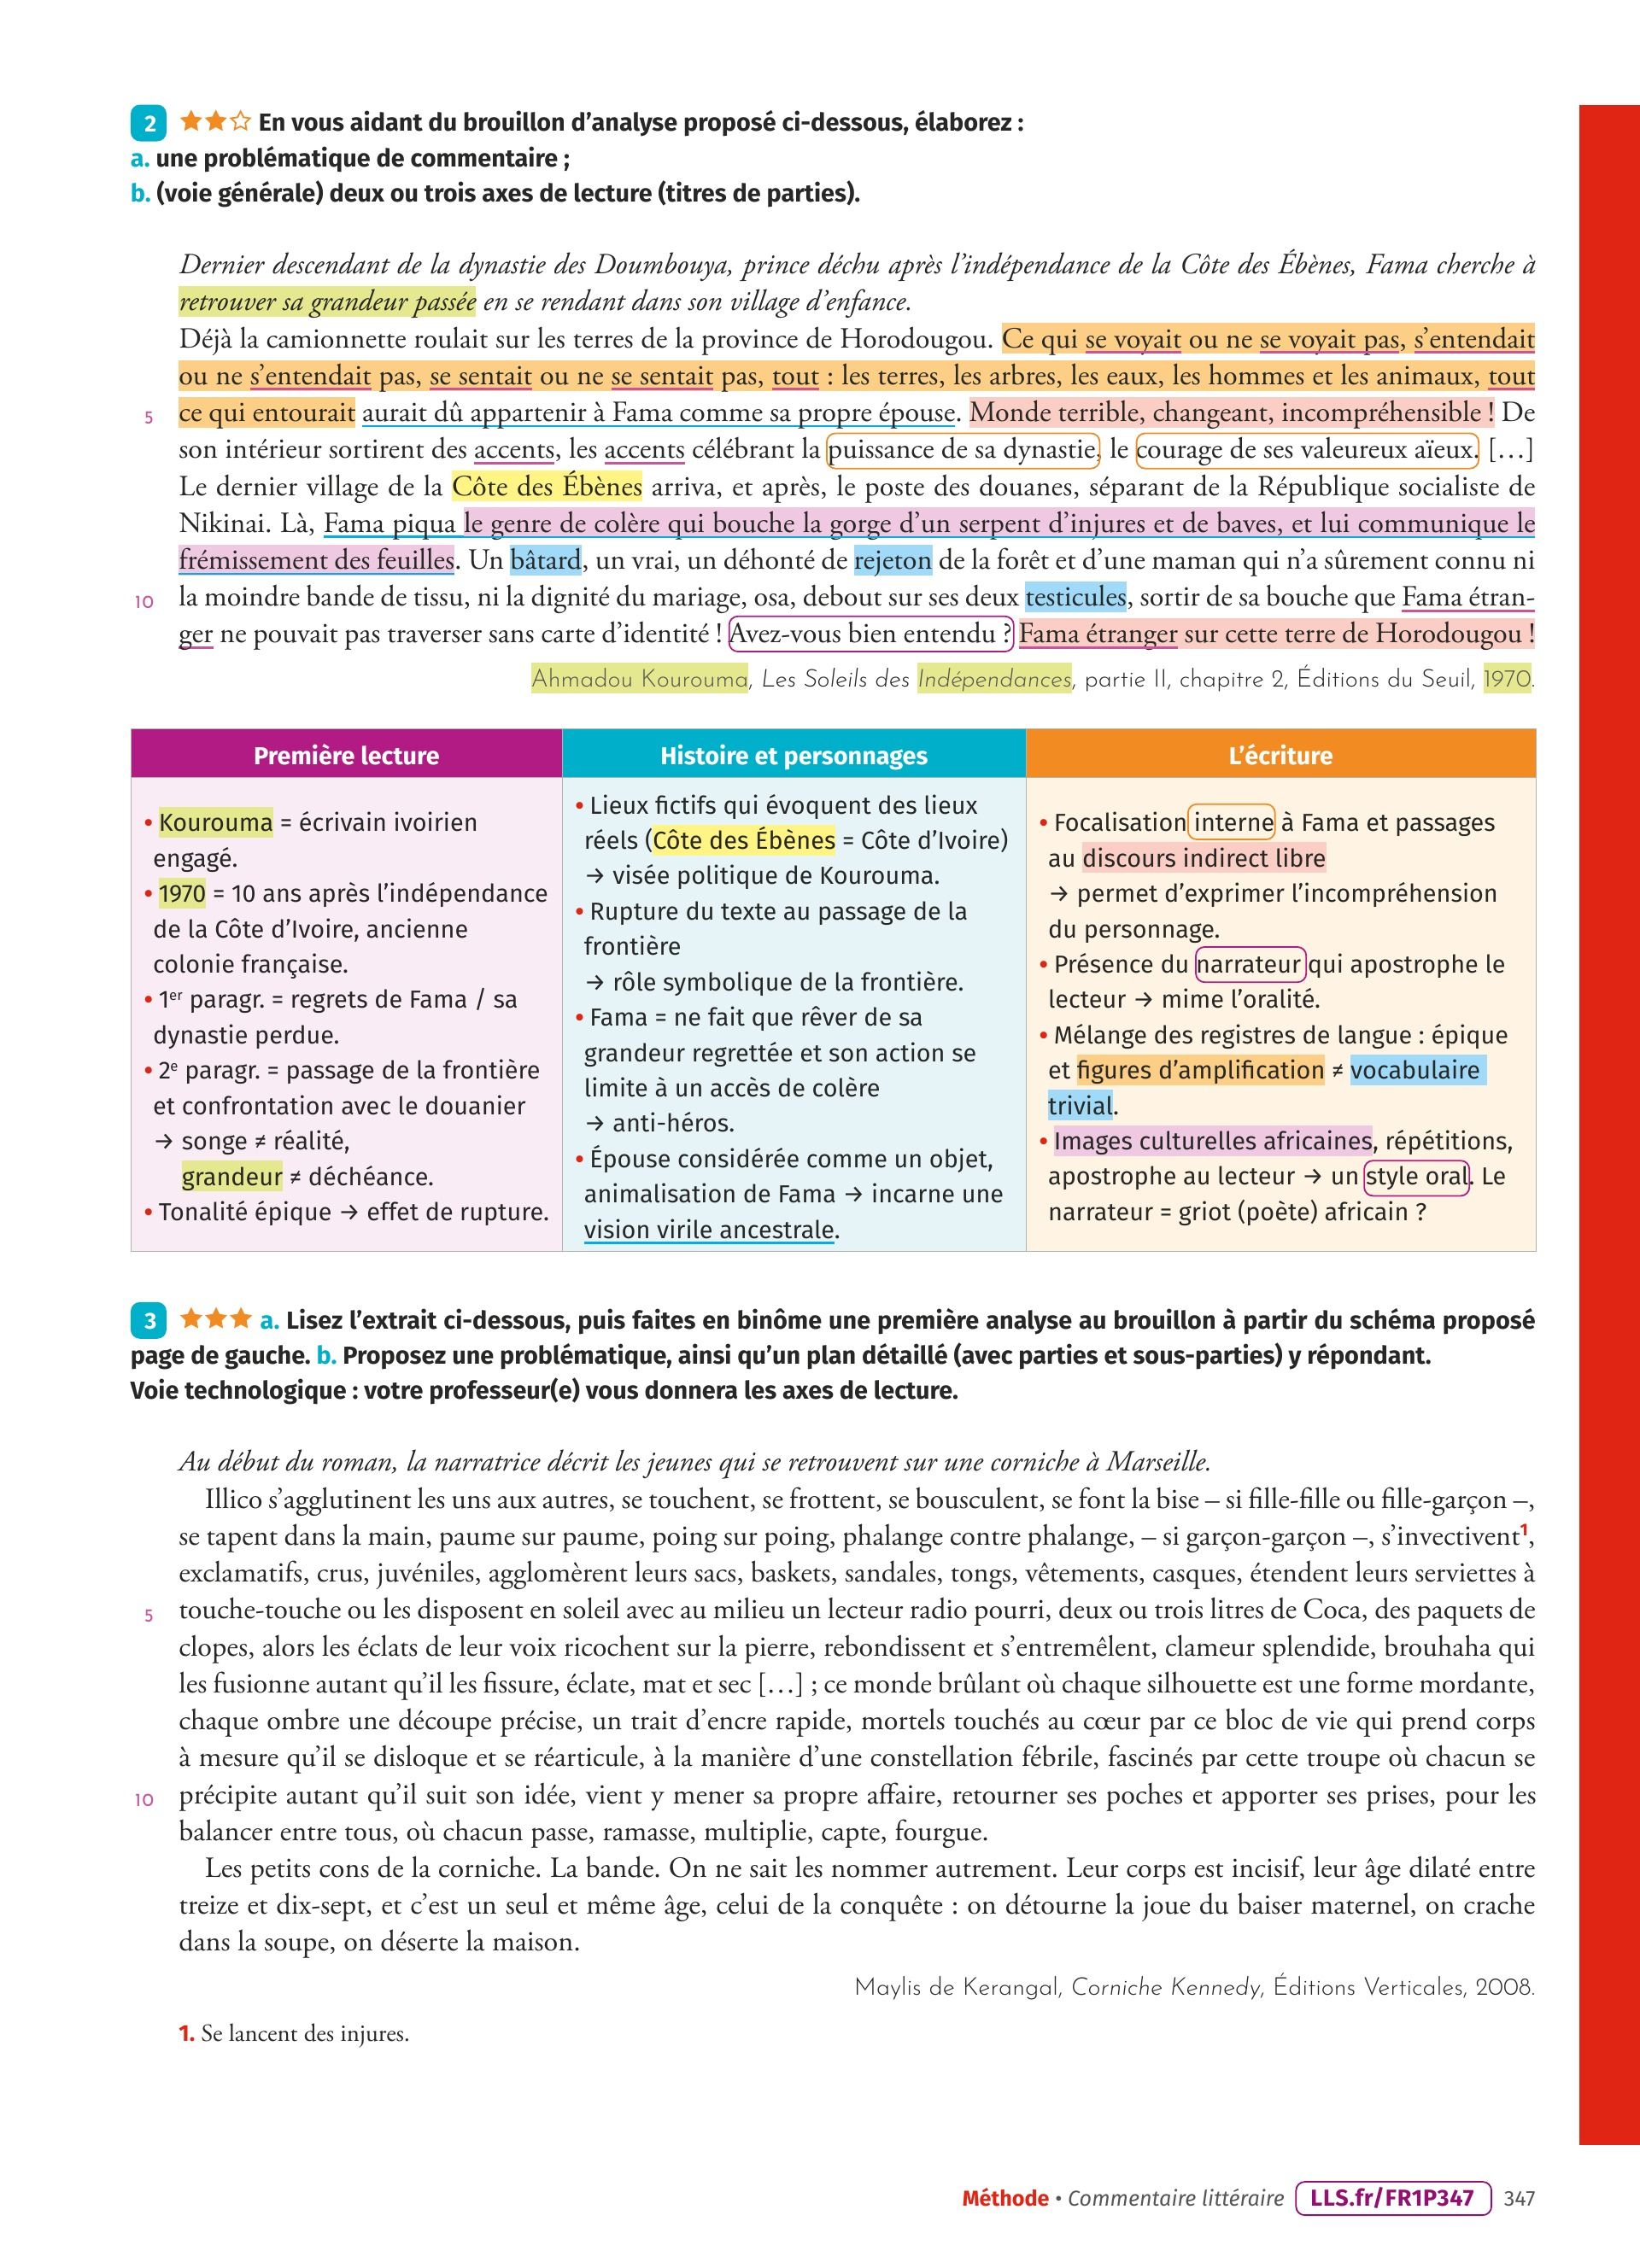 2 ★★☆ En vous aidant du brouillon d’analyse proposé ci-dessous, élaborez :
a. une problématique de commentaire ;
b. (voie générale) deux ou trois axes de lecture (titres de parties).
Dernier descendant de la dynastie des Doumbouya, prince déchu après l’indépendance de la Côte des Ébènes, Fama cherche à
retrouver sa grandeur passée en se rendant dans son village d’enfance.
Déjà la camionnette roulait sur les terres de la province de Horodougou. Ce qui se voyait ou ne se voyait pas, s’entendait
ou ne s’entendait pas, se sentait ou ne se sentait pas, tout : les terres, les arbres, les eaux, les hommes et les animaux, tout
5 ce qui entourait aurait dû appartenir à Fama comme sa propre épouse. Monde terrible, changeant, incompréhensible ! De
son intérieur sortirent des accents, les accents célébrant la puissance de sa dynastie, le courage de ses valeureux aïeux. […]
Le dernier village de la Côte des Ébènes arriva, et après, le poste des douanes, séparant de la République socialiste de
Nikinai. Là, Fama piqua le genre de colère qui bouche la gorge d’un serpent d’injures et de baves, et lui communique le
frémissement des feuilles. Un bâtard, un vrai, un déhonté de rejeton de la forêt et d’une maman qui n’a sûrement connu ni
10 la moindre bande de tissu, ni la dignité du mariage, osa, debout sur ses deux testicules, sortir de sa bouche que Fama étran-
ger ne pouvait pas traverser sans carte d’identité ! Avez-vous bien entendu ? Fama étranger sur cette terre de Horodougou !
Ahmadou Kourouma, Les Soleils des Indépendances, partie II, chapitre 2, Éditions du Seuil, 1970.
Première lecture
• Kourouma = écrivain ivoirien
engagé.
• 1970 = 10 ans après l’indépendance
de la Côte d’Ivoire, ancienne
colonie française.
• 1er paragr. = regrets de Fama / sa
dynastie perdue.
• 2e paragr. = passage de la frontière
et confrontation avec le douanier
→ songe ≠ réalité,
grandeur ≠ déchéance.
• Tonalité épique → effet de rupture.
Histoire et personnages
• Lieux fictifs qui évoquent des lieux
réels (Côte des Ébènes = Côte d’Ivoire)
→ visée politique de Kourouma.
• Rupture du texte au passage de la
frontière
→ rôle symbolique de la frontière.
• Fama = ne fait que rêver de sa
grandeur regrettée et son action se
limite à un accès de colère
→ anti-héros.
• Épouse considérée comme un objet,
animalisation de Fama → incarne une
vision virile ancestrale.
L’écriture
• Focalisation interne à Fama et passages
au discours indirect libre
→ permet d’exprimer l’incompréhension
du personnage.
• Présence du narrateur qui apostrophe le
lecteur → mime l’oralité.
• Mélange des registres de langue : épique
et figures d’amplification ≠ vocabulaire
trivial.
• Images culturelles africaines, répétitions,
apostrophe au lecteur → un style oral. Le
narrateur = griot (poète) africain ?
3 ★★★ a. Lisez l’extrait ci-dessous, puis faites en binôme une première analyse au brouillon à partir du schéma proposé
page de gauche. b. Proposez une problématique, ainsi qu’un plan détaillé (avec parties et sous-parties) y répondant.
Voie technologique : votre professeur(e) vous donnera les axes de lecture.
Au début du roman, la narratrice décrit les jeunes qui se retrouvent sur une corniche à Marseille.
Illico s’agglutinent les uns aux autres, se touchent, se frottent, se bousculent, se font la bise – si fille-fille ou fille-garçon –,
se tapent dans la main, paume sur paume, poing sur poing, phalange contre phalange, – si garçon-garçon –, s’invectivent1,
exclamatifs, crus, juvéniles, agglomèrent leurs sacs, baskets, sandales, tongs, vêtements, casques, étendent leurs serviettes à
5 touche-touche ou les disposent en soleil avec au milieu un lecteur radio pourri, deux ou trois litres de Coca, des paquets de
clopes, alors les éclats de leur voix ricochent sur la pierre, rebondissent et s’entremêlent, clameur splendide, brouhaha qui
les fusionne autant qu’il les fissure, éclate, mat et sec […] ; ce monde brûlant où chaque silhouette est une forme mordante,
chaque ombre une découpe précise, un trait d’encre rapide, mortels touchés au cœur par ce bloc de vie qui prend corps
à mesure qu’il se disloque et se réarticule, à la manière d’une constellation fébrile, fascinés par cette troupe où chacun se
10 précipite autant qu’il suit son idée, vient y mener sa propre affaire, retourner ses poches et apporter ses prises, pour les
balancer entre tous, où chacun passe, ramasse, multiplie, capte, fourgue.
Les petits cons de la corniche. La bande. On ne sait les nommer autrement. Leur corps est incisif, leur âge dilaté entre
treize et dix-sept, et c’est un seul et même âge, celui de la conquête : on détourne la joue du baiser maternel, on crache
dans la soupe, on déserte la maison.
Maylis de Kerangal, Corniche Kennedy, Éditions Verticales, 2008.
1. Se lancent des injures.
Méthode • Commentaire littéraire LLS.fr/FR1P347 347